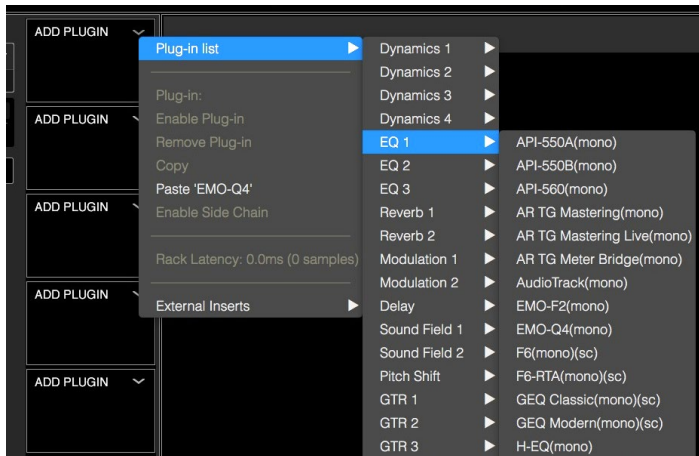 ADD PLUGIN
ADD PLUGIN
ADD PLUGIN
ADD PLUGIN
ADD PLUGIN
Plug-in list
Plug-in:
Enable Plug-in
Remove Plug-in
Copy
Paste 'EMO-Q4'
Enable Side Chain
Rack Latency: 0.0ms (0 samples)
External Inserts
Dynamics 1
Dynamics 2
Dynamics 3
Dynamics 4
EQ 1
EQ 2
EQ 3
Reverb 1
Reverb 2
Modulation 1
Modulation 2
Delay
Sound Field 1
Sound Field 2
Pitch Shift
GTR 1
GTR 2
GTR 3
API-550A(mono)
API-550B(mono)
API-560(mono)
AR TG Mastering(mono)
AR TG Mastering Live(mono)
AR TG Meter Bridge(mono)
AudioTrack(mono)
EMO-F2(mono)
EMO-Q4(mono)
F6(mono)(sc)
F6-RTA(mono)(sc)
GEQ Classic(mono)(sc)
GEQ Modern(mono)(sc)
H-EQ(mono)